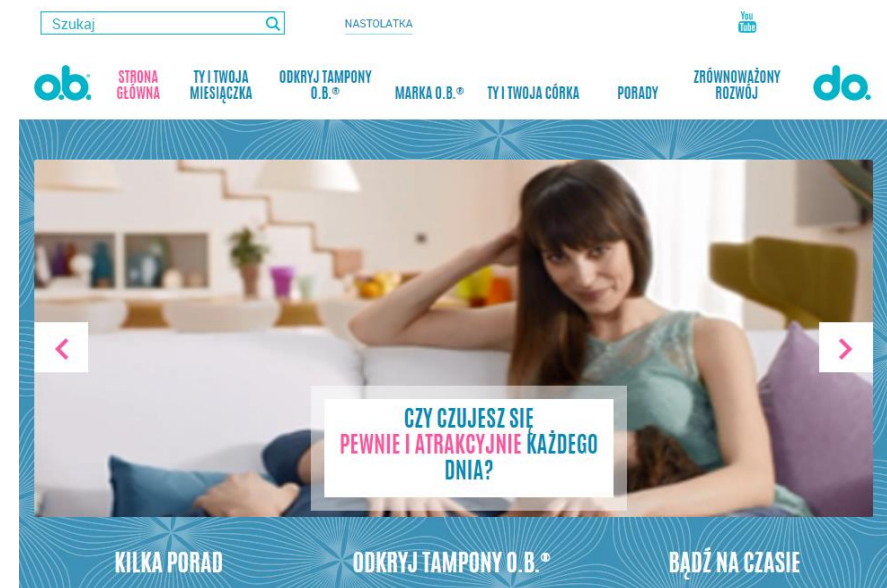 Szukaj
NASTOLATKA
You
Tube
o.b.®
STRONA
GŁÓWNA
TY I TWOJA
MIESIĄCZKA
ODKRYJ TAMPONY
O.B.®
MARKA O.B.®
TY I TWOJA CÓRKA
PORADY
ZRÓWNOWAŻONY
ROZWÓJ
do.
CZY CZUJESZ SIĘ
PEWNIE I ATRAKCYJNIE KAŻDEGO
DNIA?
KILKA PORAD
ODKRYJ TAMPONY O.B.®
BĄDŹ NA CZASIE